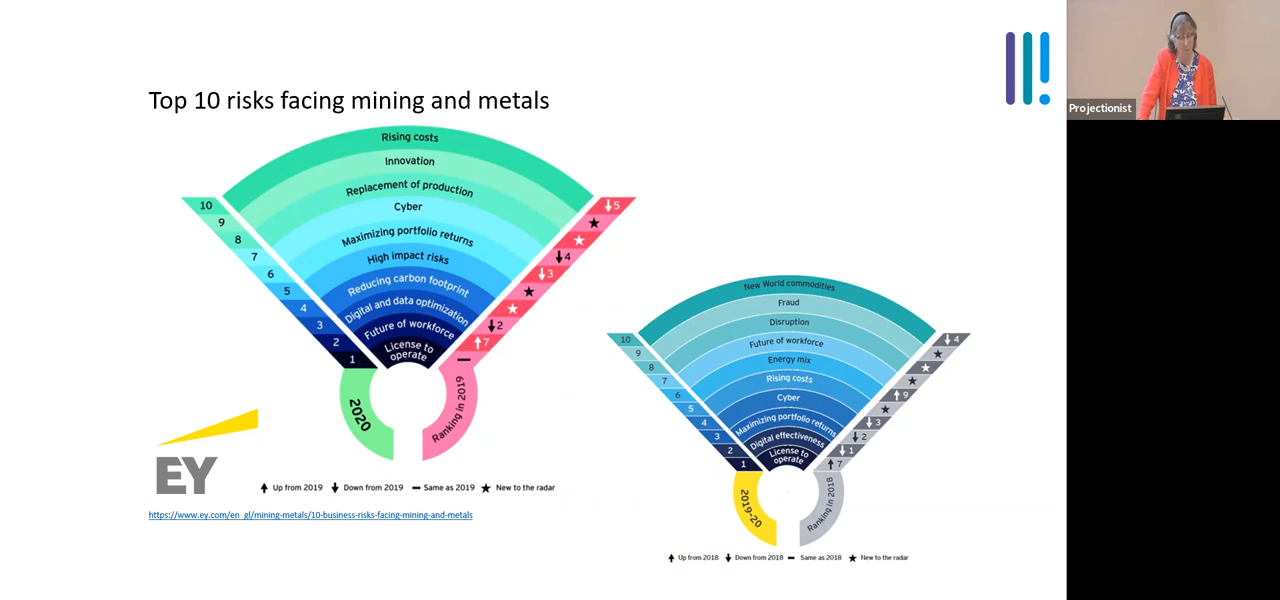 Top 10 risks facing mining and metals
Projectionist
Rising costs
Innovation
Replacement of production
Cyber
Maximizing portfolio returns
High impact risks
Reducing carbon footprint
Digital and data optimization
Future of workforce
License to
operate
10
9
8
7
6
5
4
3
2
1
5
4
3
2
7
2020
Ranking in 2019
EY
Up from 2019 Down from 2019 Same as 2019 New to the radar
https://www.ey.com/en_gl/mining-metals/10-business-risks-facing-mining-and-metals
New World commodities
Fraud
Disruption
Future of workforce
Energy mix
Rising costs
Cyber
Maximizing portfolio returns
Digital effectiveness
License to
operate
10
9
8
7
6
5
4
3
2
1
4
9
3
2
1
7
2019-20
Ranking in 2018
Up from 2018 Down from 2018 Same as 2018 New to the radar